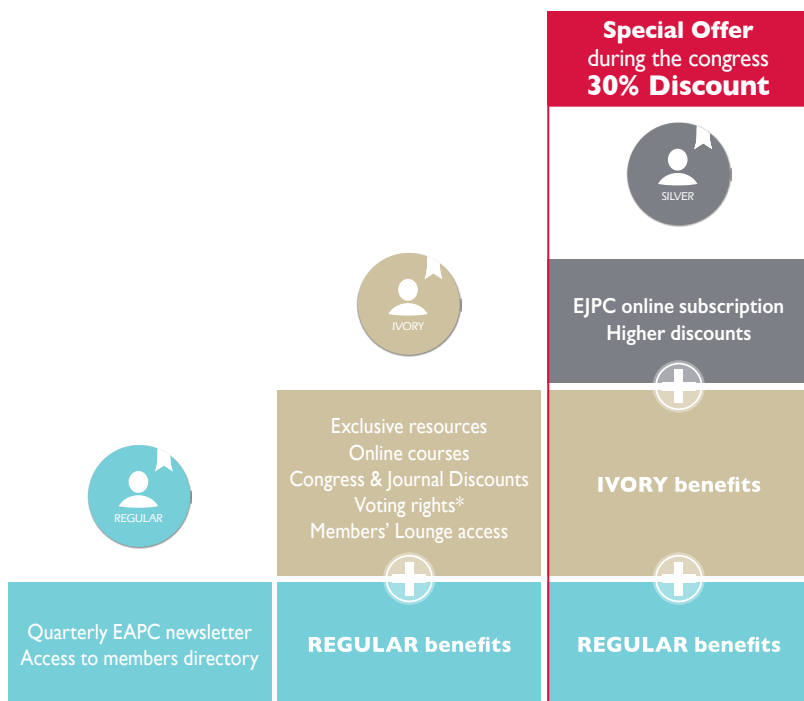 Special Offer
during the congress
30% Discount
SILVER
EJPC online subscription
Higher discounts
IVORY
Exclusive resources
Online courses
Congress & Journal Discounts
Voting rights*
Members’ Lounge access
IVORY benefits
REGULAR
Quarterly EAPC newsletter
Access to members directory
REGULAR benefits
REGULAR benefits